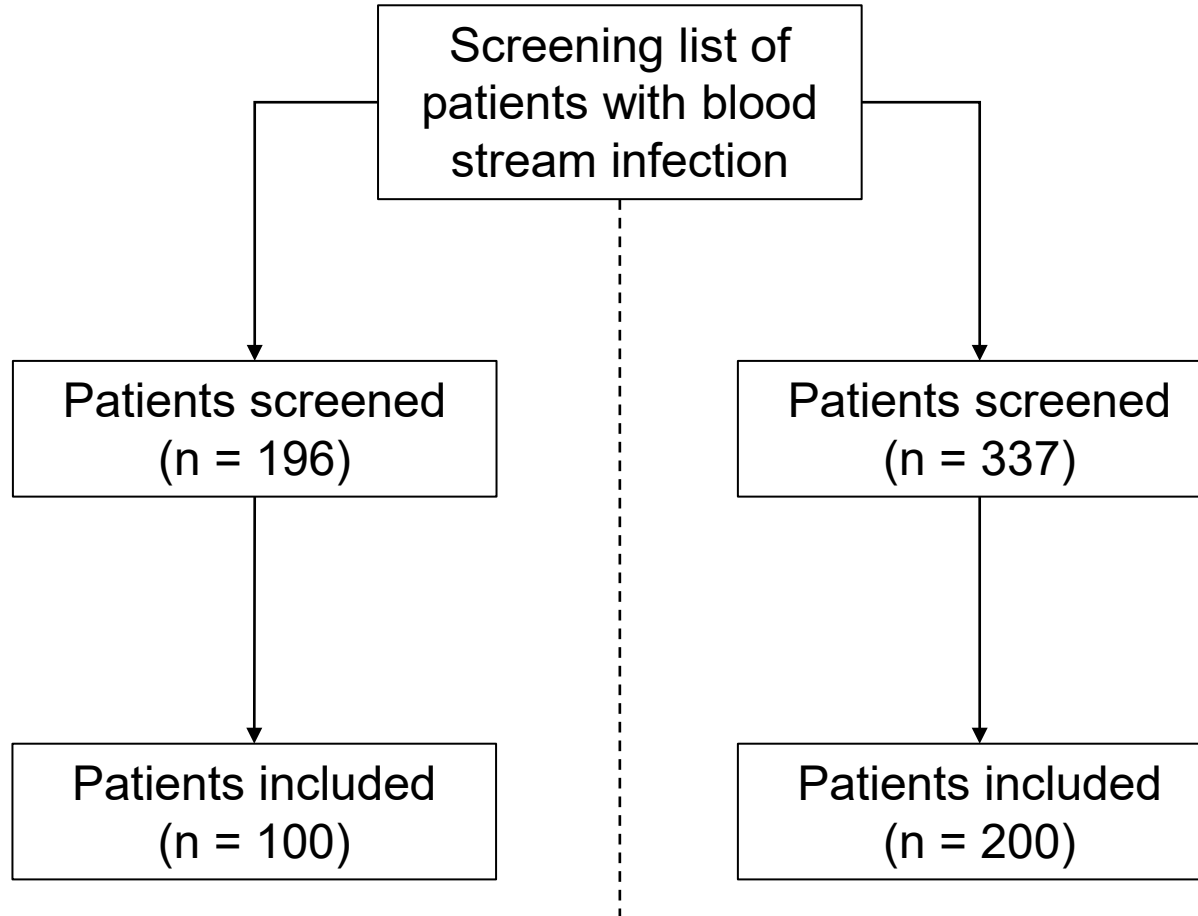 Screening list of
patients with blood
stream infection
Patients screened
(n = 196)
Patients screened
(n = 337)
Patients included
(n = 100)
Patients included
(n = 200)